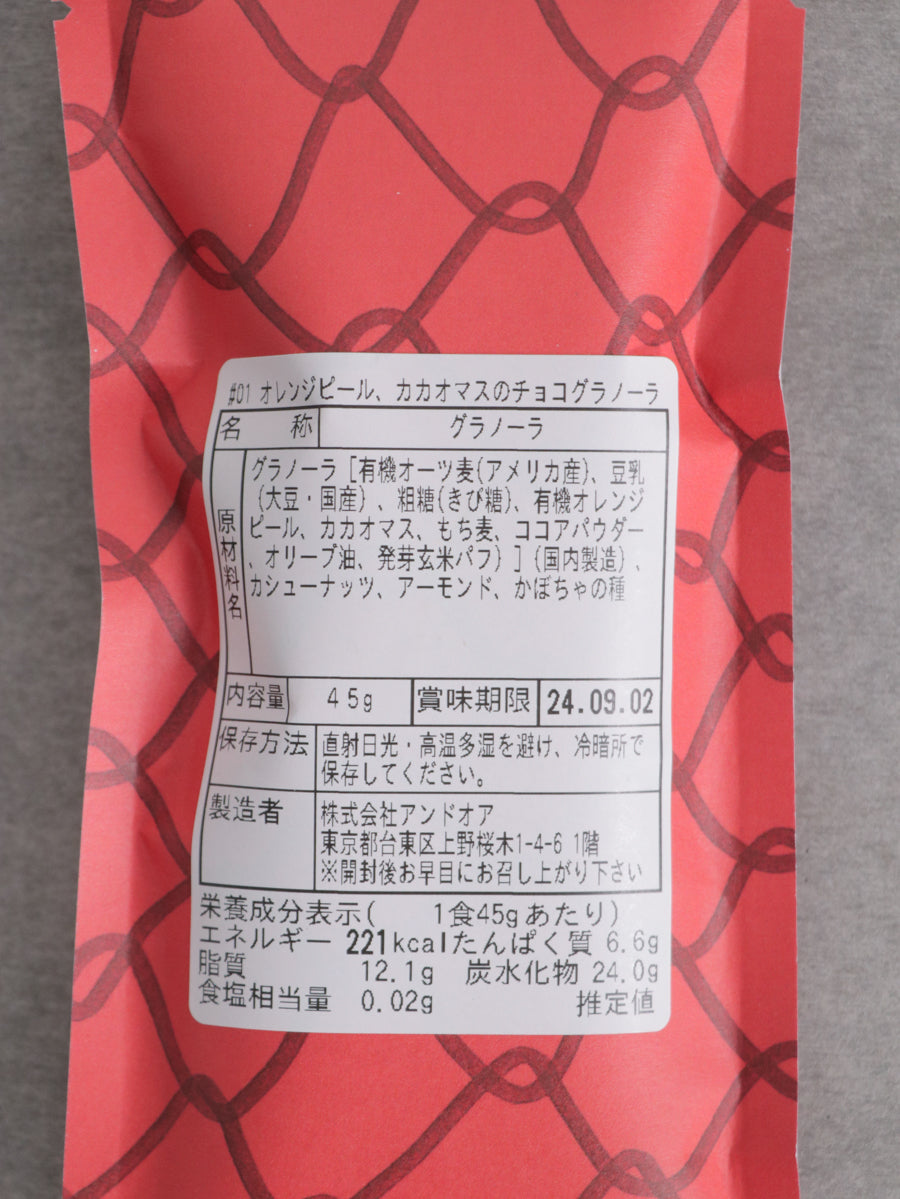 #01 オレンジピール、カカオマスのチョコグラノーラ
名称 グラノーラ
原材料名
グラノーラ［有機オーツ麦(アメリカ産)、豆乳
(大豆・国産)、粗糖(きび糖)、有機オレンジ
ピール、カカオマス、もち麦、ココアパウダー
、オリーブ油、発芽玄米パフ)］(国内製造)、
カシューナッツ、アーモンド、かぼちゃの種
内容量 45g 賞味期限 24.09.02
保存方法 直射日光・高温多湿を避け、冷暗所で
保存してください。
製造者 株式会社アンドオア
東京都台東区上野桜木1-4-6 1階
※開封後お早目にお召し上がり下さい
栄養成分表示( 1食45gあたり)
エネルギー 221kcalたんぱく質 6.6g
脂質 12.1g 炭水化物 24.0g
食塩相当量 0.02g 推定値